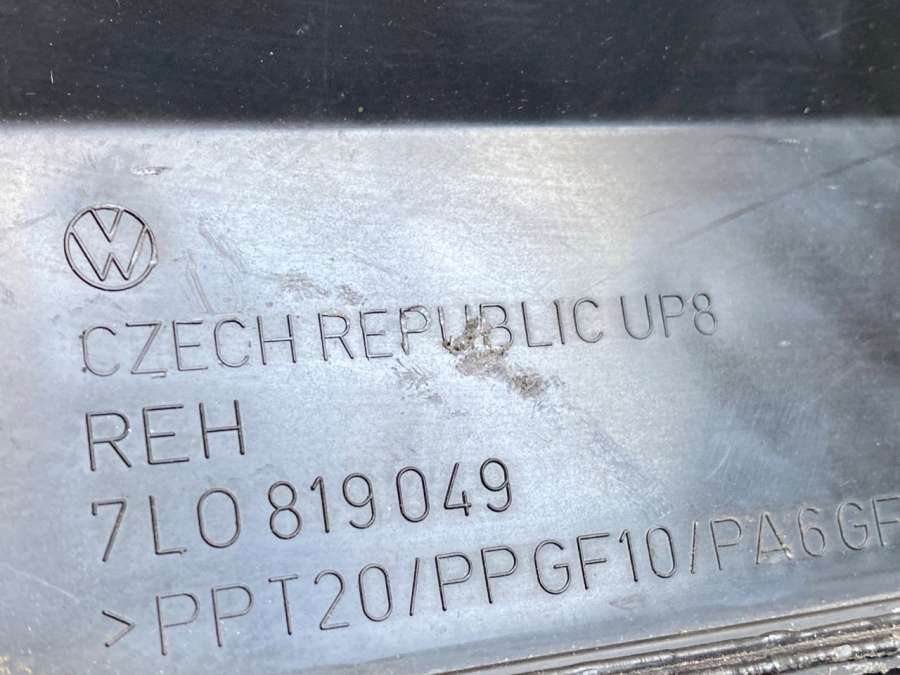 CZECH REPUBLIC UP8
REH
7L0 819 049
>PPT20/PPGF10/PA6GF